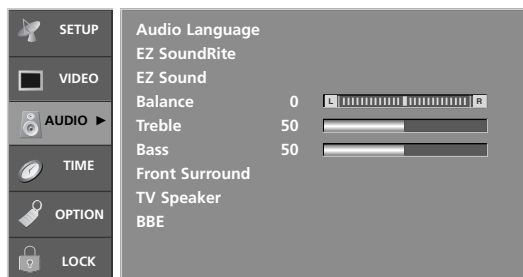 SETUP
VIDEO
AUDIO ►
TIME
OPTION
LOCK
Audio Language
EZ SoundRite
EZ Sound
Balance 0 L R
Treble 50
Bass 50
Front Surround
TV Speaker
BBE